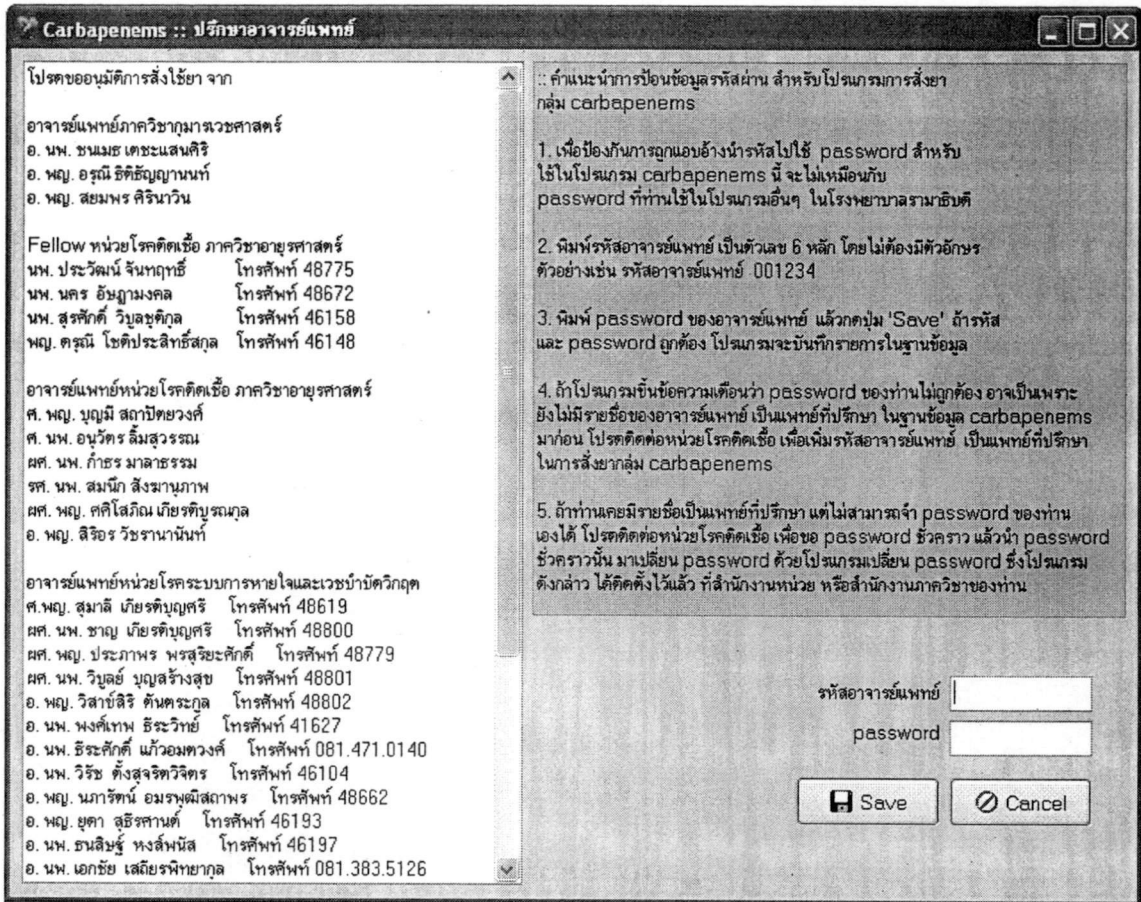 Carbapenems :: ปรึกษาอาจารย์แพทย์
โปรดขออนุมัติการสั่งใช้ยา จาก
อาจารย์แพทย์ภาควิชากุมารเวชศาสตร์
อ. นพ. ชนเมธ เตชะแสนศิริ
อ. พญ. อรุณี ธิติธัญญานนท์
อ. พญ. สยมพร ศิรินาวิน
Fellow หน่วยโรคติดเชื้อ ภาควิชาอายุรศาสตร์
นพ. ประวัฒน์ จันทฤทธิ์ โทรศัพท์ 48775
นพ. นคร อัษฎามงคล โทรศัพท์ 48672
นพ. สุรศักดิ์ วิบูลชุติกุล โทรศัพท์ 46158
พญ. ดรุณี โชติประสิทธิ์สกุล โทรศัพท์ 46148
อาจารย์แพทย์หน่วยโรคติดเชื้อ ภาควิชาอายุรศาสตร์
ศ. พญ. บุญมี สถาปัตยวงศ์
ศ. นพ. อนุวัตร ลิ้มสุวรรณ
ผศ. นพ. กำธร มาลาธรรม
รศ. นพ. สมนึก สังฆานุภาพ
ผศ. พญ. ศศิโสภิณ เกียรติบูรณกุล
อ. พญ. สิริอร วัชรานานันท์
อาจารย์แพทย์หน่วยโรคระบบการหายใจและเวชบำบัดวิกฤต
ศ.พญ. สุมาลี เกียรติบุญศรี โทรศัพท์ 48619
ผศ. นพ. ชาญ เกียรติบุญศรี โทรศัพท์ 48800
ผศ. พญ. ประภาพร พรสุริยะศักดิ์ โทรศัพท์ 48779
ผศ. นพ. วิบูลย์ บุญสร้างสุข โทรศัพท์ 48801
อ. พญ. วิสาข์สิริ ตันตระกูล โทรศัพท์ 48802
อ. นพ. พงศ์เทพ ธีระวิทย์ โทรศัพท์ 41627
อ. นพ. ธีระศักดิ์ แก้วอมตวงศ์ โทรศัพท์ 081.471.0140
อ. นพ. วิรัช ตั้งสุจริตวิจิตร โทรศัพท์ 46104
อ. พญ. นภารัตน์ อมรพุฒิสถาพร โทรศัพท์ 48662
อ. พญ. ยุดา สุธีรศานต์ โทรศัพท์ 46193
อ. นพ. ธนสิษฐ์ หงส์พนัส โทรศัพท์ 46197
อ. นพ. เอกชัย เสถียรพิทยากุล โทรศัพท์ 081.383.5126
:: คำแนะนำการป้อนข้อมูลรหัสผ่าน สำหรับโปรแกรมการสั่งยา
กลุ่ม carbapenems
1. เพื่อป้องกันการถูกแอบอ้างนำรหัสไปใช้ password สำหรับ
ใช้ในโปรแกรม carbapenems นี้ จะไม่เหมือนกับ
password ที่ท่านใช้ในโปรแกรมอื่นๆ ในโรงพยาบาลรามาธิบดี
2. พิมพ์รหัสอาจารย์แพทย์ เป็นตัวเลข 6 หลัก โดยไม่ต้องมีตัวอักษร
ตัวอย่างเช่น รหัสอาจารย์แพทย์ 001234
3. พิมพ์ password ของอาจารย์แพทย์ แล้วกดปุ่ม 'Save' ถ้ารหัส
และ password ถูกต้อง โปรแกรมจะบันทึกรายการในฐานข้อมูล
4. ถ้าโปรแกรมขึ้นข้อความเตือนว่า password ของท่านไม่ถูกต้อง อาจเป็นเพราะ
ยังไม่มีรายชื่อของอาจารย์แพทย์ เป็นแพทย์ที่ปรึกษา ในฐานข้อมูล carbapenems
มาก่อน โปรดติดต่อหน่วยโรคติดเชื้อ เพื่อเพิ่มรหัสอาจารย์แพทย์ เป็นแพทย์ที่ปรึกษา
ในการสั่งยากลุ่ม carbapenems
5. ถ้าท่านเคยมีรายชื่อเป็นแพทย์ที่ปรึกษา แต่ไม่สามารถจำ password ของท่าน
เองได้ โปรดติดต่อหน่วยโรคติดเชื้อ เพื่อขอ password ชั่วคราว แล้วนำ password
ชั่วคราวนั้น มาเปลี่ยน password ด้วยโปรแกรมเปลี่ยน password ซึ่งโปรแกรม
ดังกล่าว ได้ติดตั้งไว้แล้ว ที่สำนักงานหน่วย หรือสำนักงานภาควิชาของท่าน
รหัสอาจารย์แพทย์
password
Save
Cancel